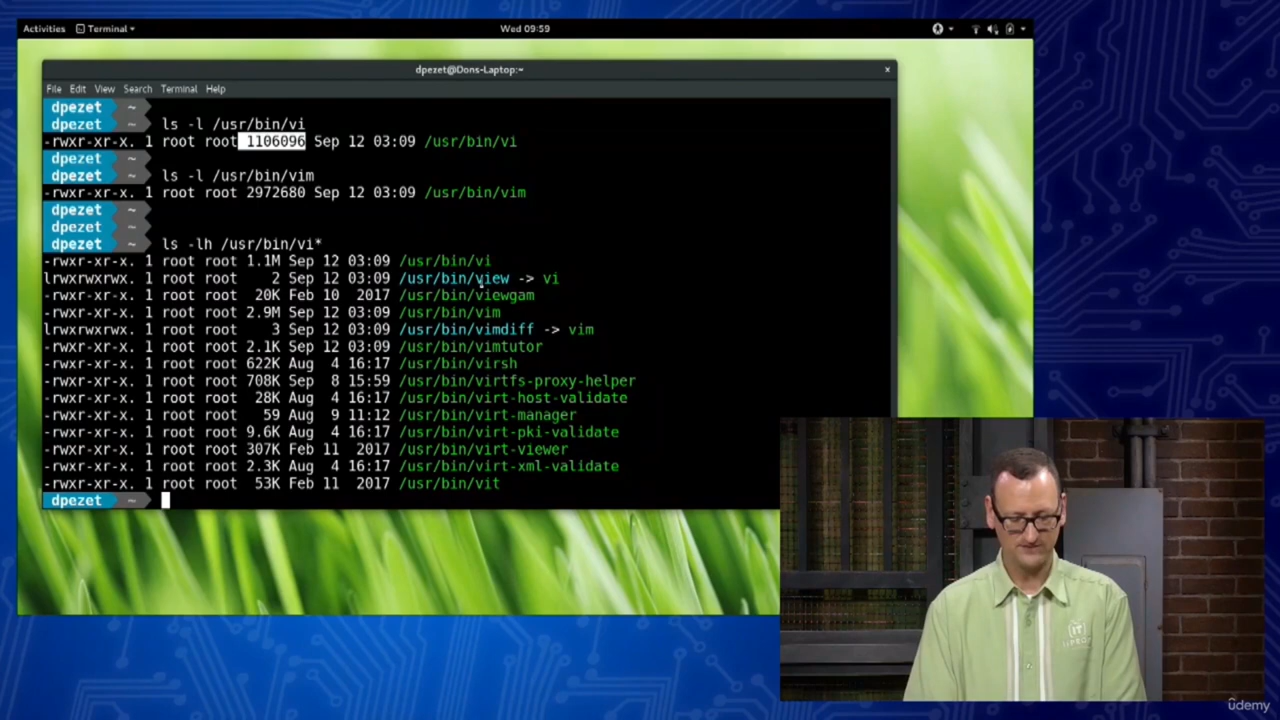 Activities Terminal Wed 09:59
dpezet@Dons-Laptop:~ ×
File Edit View Search Terminal Help
dpezet ~
dpezet ~ ls -l /usr/bin/vi
-rwxr-xr-x. 1 root root 1106096 Sep 12 03:09 /usr/bin/vi
dpezet ~
dpezet ~ ls -l /usr/bin/vim
-rwxr-xr-x. 1 root root 2972680 Sep 12 03:09 /usr/bin/vim
dpezet ~
dpezet ~
dpezet ~ ls -lh /usr/bin/vi*
-rwxr-xr-x. 1 root root 1.1M Sep 12 03:09 /usr/bin/vi
lrwxrwxrwx. 1 root root 2 Sep 12 03:09 /usr/bin/view -> vi
-rwxr-xr-x. 1 root root 20K Feb 10 2017 /usr/bin/viewgam
-rwxr-xr-x. 1 root root 2.9M Sep 12 03:09 /usr/bin/vim
lrwxrwxrwx. 1 root root 3 Sep 12 03:09 /usr/bin/vimdiff -> vim
-rwxr-xr-x. 1 root root 2.1K Sep 12 03:09 /usr/bin/vimtutor
-rwxr-xr-x. 1 root root 622K Aug 4 16:17 /usr/bin/virsh
-rwxr-xr-x. 1 root root 708K Sep 8 15:59 /usr/bin/virtfs-proxy-helper
-rwxr-xr-x. 1 root root 28K Aug 4 16:17 /usr/bin/virt-host-validate
-rwxr-xr-x. 1 root root 59 Aug 9 11:12 /usr/bin/virt-manager
-rwxr-xr-x. 1 root root 9.6K Aug 4 16:17 /usr/bin/virt-pki-validate
-rwxr-xr-x. 1 root root 307K Feb 11 2017 /usr/bin/virt-viewer
-rwxr-xr-x. 1 root root 2.3K Aug 4 16:17 /usr/bin/virt-xml-validate
-rwxr-xr-x. 1 root root 53K Feb 11 2017 /usr/bin/vit
dpezet ~
IT
udemy